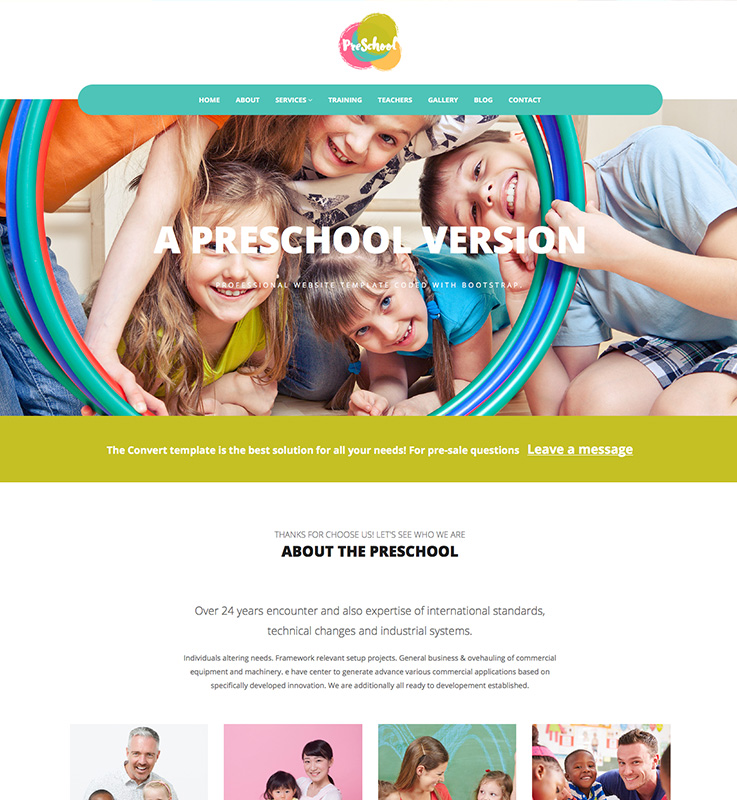 PreSchool
HOME ABOUT SERVICES TRAINING TEACHERS GALLERY BLOG CONTACT
A PRESCHOOL VERSION
PROFESSIONAL WEBSITE TEMPLATE CODED WITH BOOTSTRAP.
The Convert template is the best solution for all your needs! For pre-sale questions Leave a message
THANKS FOR CHOOSE US! LET'S SEE WHO WE ARE
ABOUT THE PRESCHOOL
Over 24 years encounter and also expertise of international standards,
technical changes and industrial systems.
Individuals altering needs. Framework relevant setup projects. General business & ovehauling of commercial
equipment and machinery. e have center to generate advance various commercial applications based on
specifically developed innovation. We are additionally all ready to developement established.